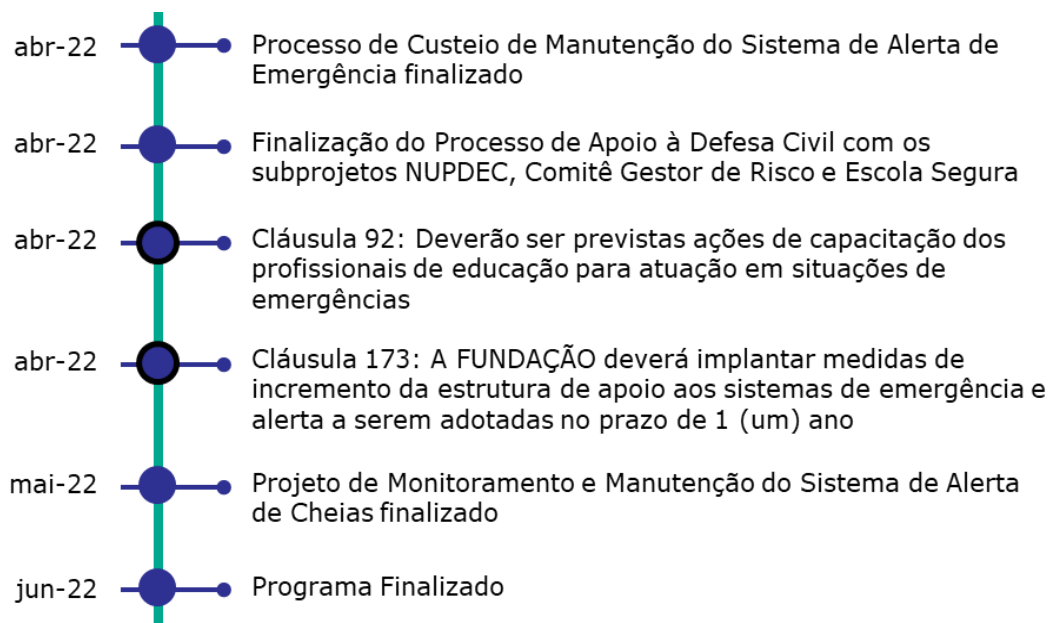 abr-22
Processo de Custeio de Manutenção do Sistema de Alerta de
Emergência finalizado
abr-22
Finalização do Processo de Apoio à Defesa Civil com os
subprojetos NUPDEC, Comitê Gestor de Risco e Escola Segura
abr-22
Cláusula 92: Deverão ser previstas ações de capacitação dos
profissionais de educação para atuação em situações de
emergências
abr-22
Cláusula 173: A FUNDAÇÃO deverá implantar medidas de
incremento da estrutura de apoio aos sistemas de emergência e
alerta a serem adotadas no prazo de 1 (um) ano
mai-22
Projeto de Monitoramento e Manutenção do Sistema de Alerta
de Cheias finalizado
jun-22
Programa Finalizado